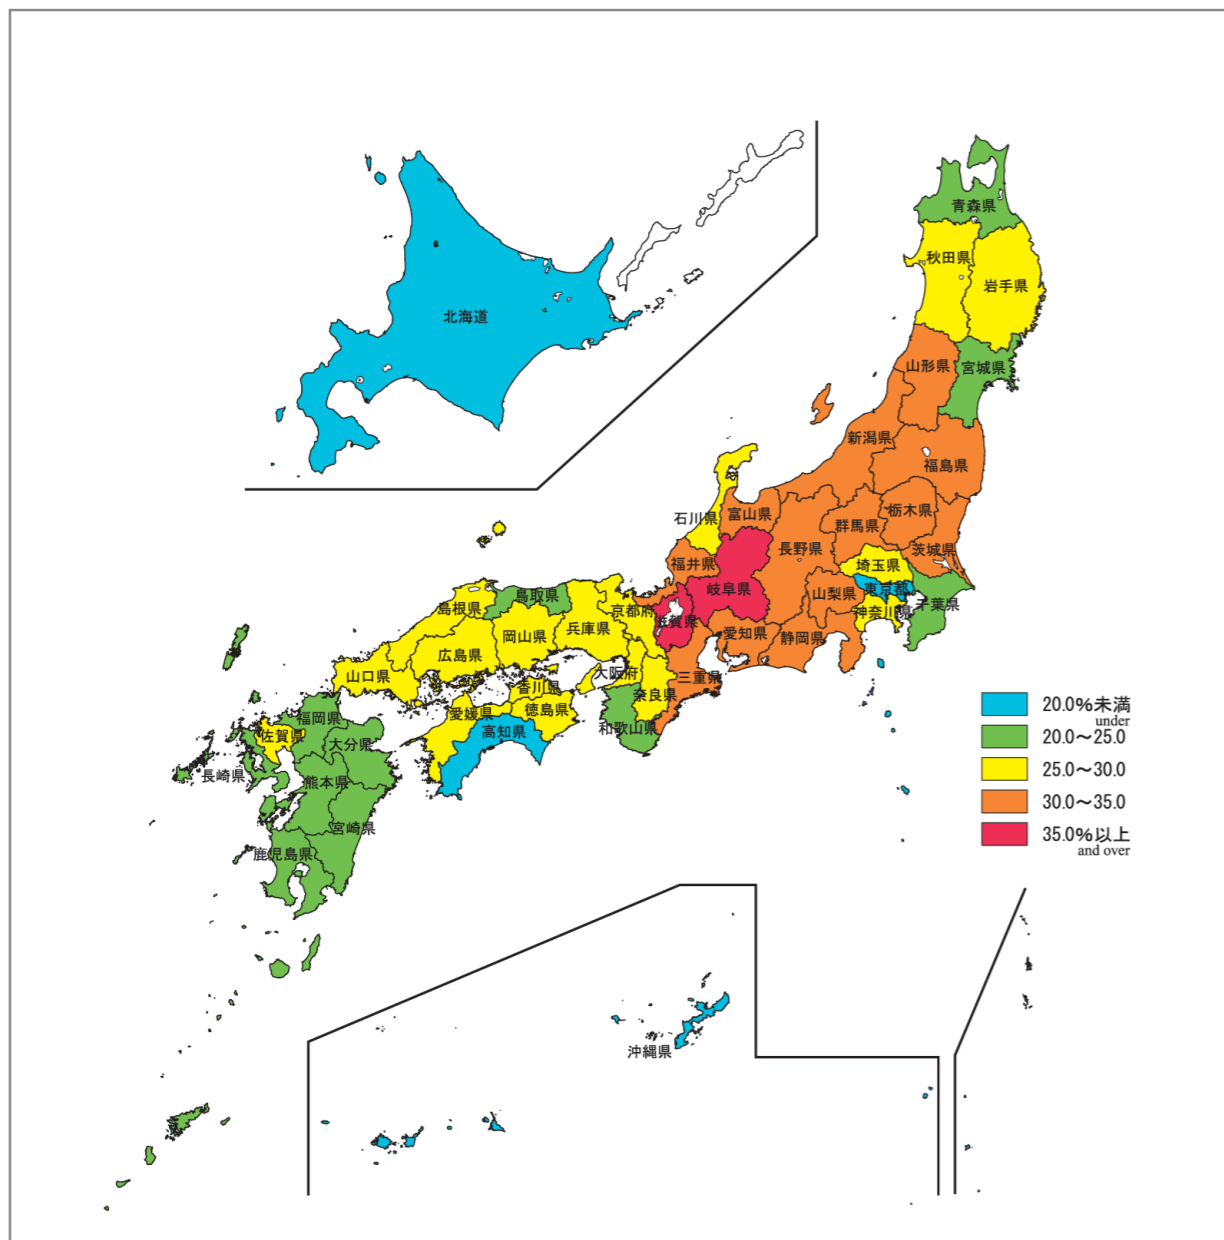 青森県
秋田県
岩手県
北海道
山形県
宮城県
新潟県
福島県
石川県
富山県
群馬県
栃木県
長野県
茨城県
福井県
埼玉県
岐阜県
山梨県
東京都
千葉県
神奈川県
島根県
鳥取県
京都府
滋賀県
愛知県
静岡県
岡山県
兵庫県
広島県
山口県
大阪府
三重県
奈良県
香川県
徳島県
愛媛県
高知県
和歌山県
福岡県
佐賀県
大分県
長崎県
熊本県
宮崎県
鹿児島県
沖縄県
20.0%未満
under
20.0～25.0
25.0～30.0
30.0～35.0
35.0%以上
and over